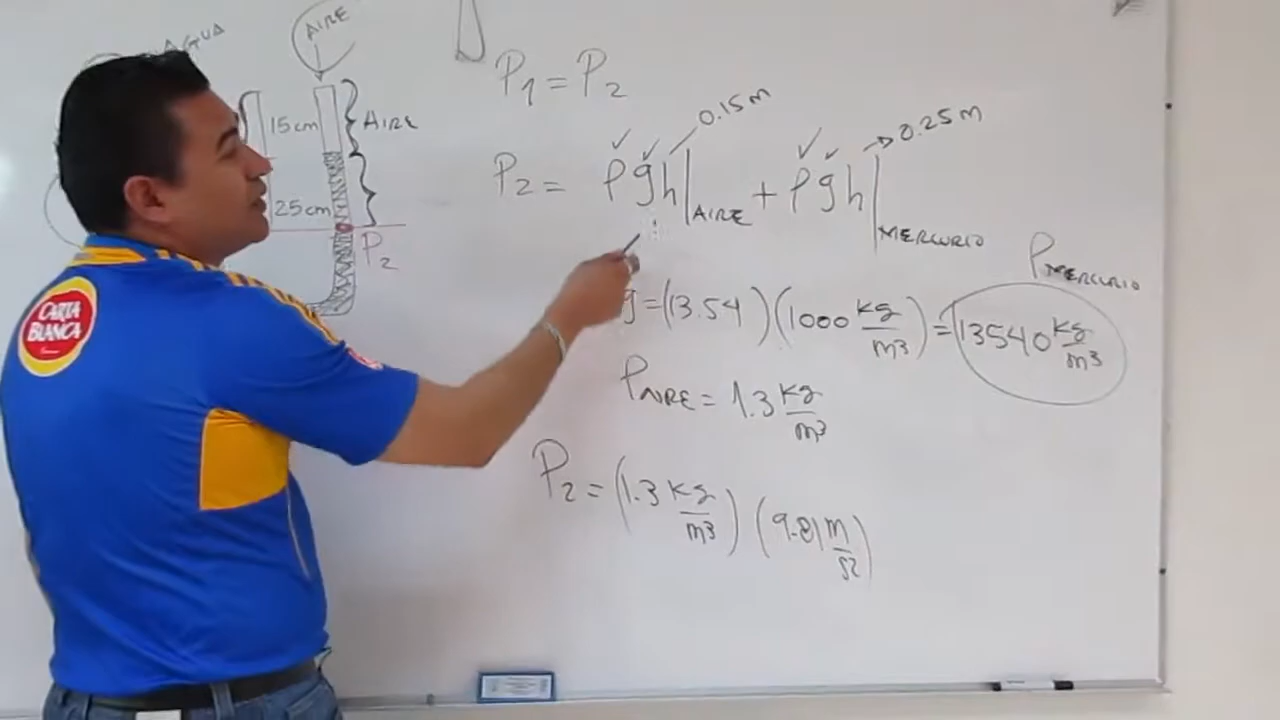 AGUA
AIRE
15cm
AIRE
25cm
P2
P1 = P2
0.15 m
0.25 m
P2 = ρgh|AIRE + ρgh|MERCURIO
ρMERCURIO
= (13.54)(1000 kg/m3) = 13540 kg/m3
ρAIRE = 1.3 kg/m3
P2 = (1.3 kg/m3)(9.81 m/s2)
CARTA
BLANCA